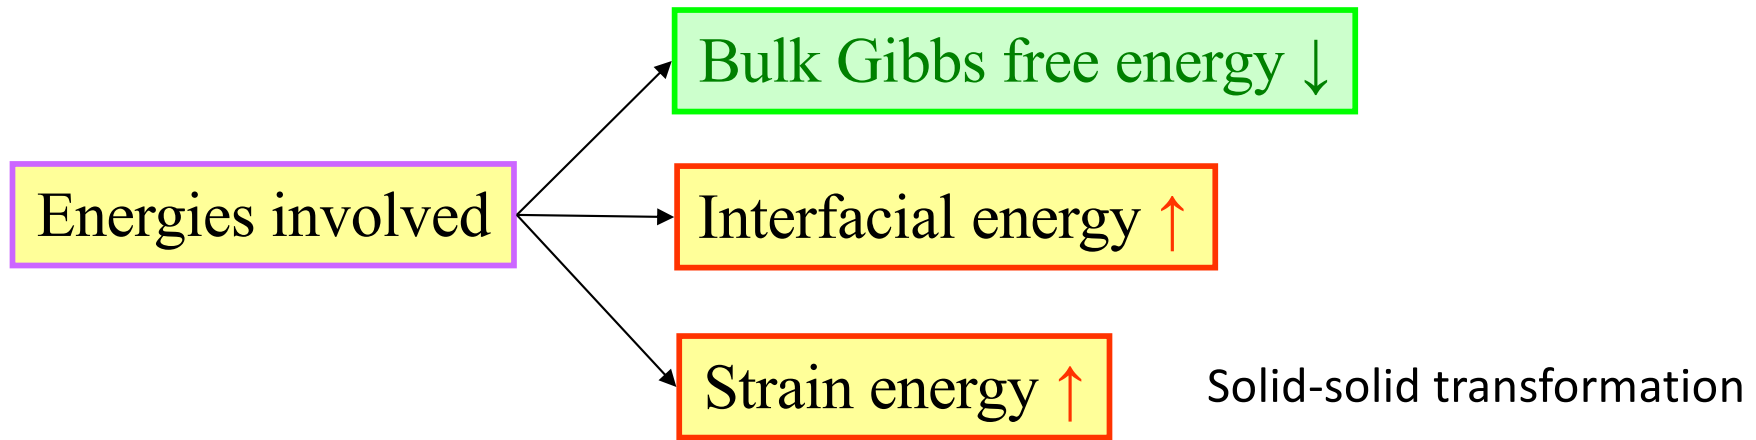 Bulk Gibbs free energy ↓
Energies involved
Interfacial energy ↑
Strain energy ↑
Solid-solid transformation